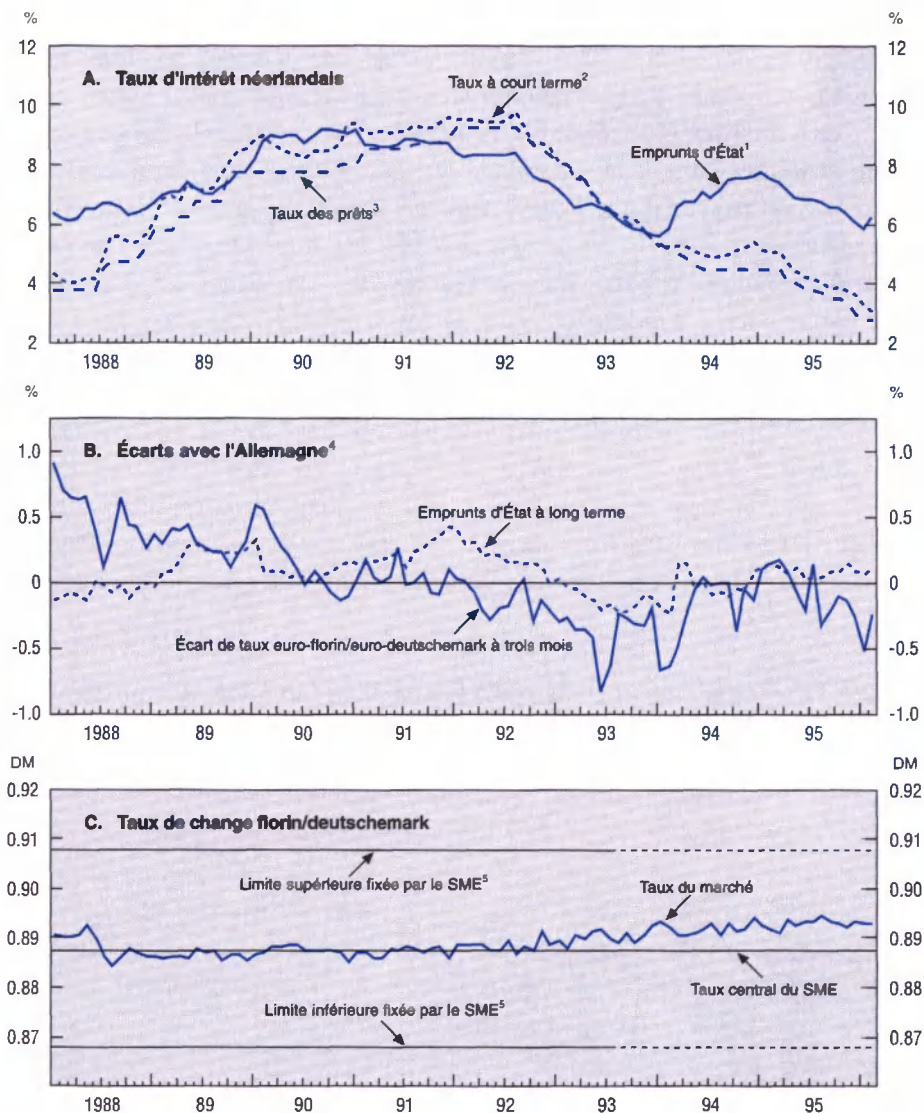 % %
12 12
A. Taux d'intérêt néerlandais
Taux à court terme²
10 10
Emprunts d'État¹
8 8
Taux des prêts³
6 6
4 4
2 2
1988 89 90 91 92 93 94 95
% %
1.0 1.0
B. Écarts avec l'Allemagne⁴
Emprunts d'État à long terme
0.5 0.5
0 0
Écart de taux euro-florin/euro-deutschemark à trois mois
-0.5 -0.5
-1.0 -1.0
1988 89 90 91 92 93 94 95
DM DM
0.92 0.92
C. Taux de change florin/deutschemark
0.91 0.91
Limite supérieure fixée par le SME⁵
Taux du marché
0.90 0.90
0.89 0.89
Taux central du SME
0.88 0.88
Limite inférieure fixée par le SME⁵
0.87 0.87
1988 89 90 91 92 93 94 95